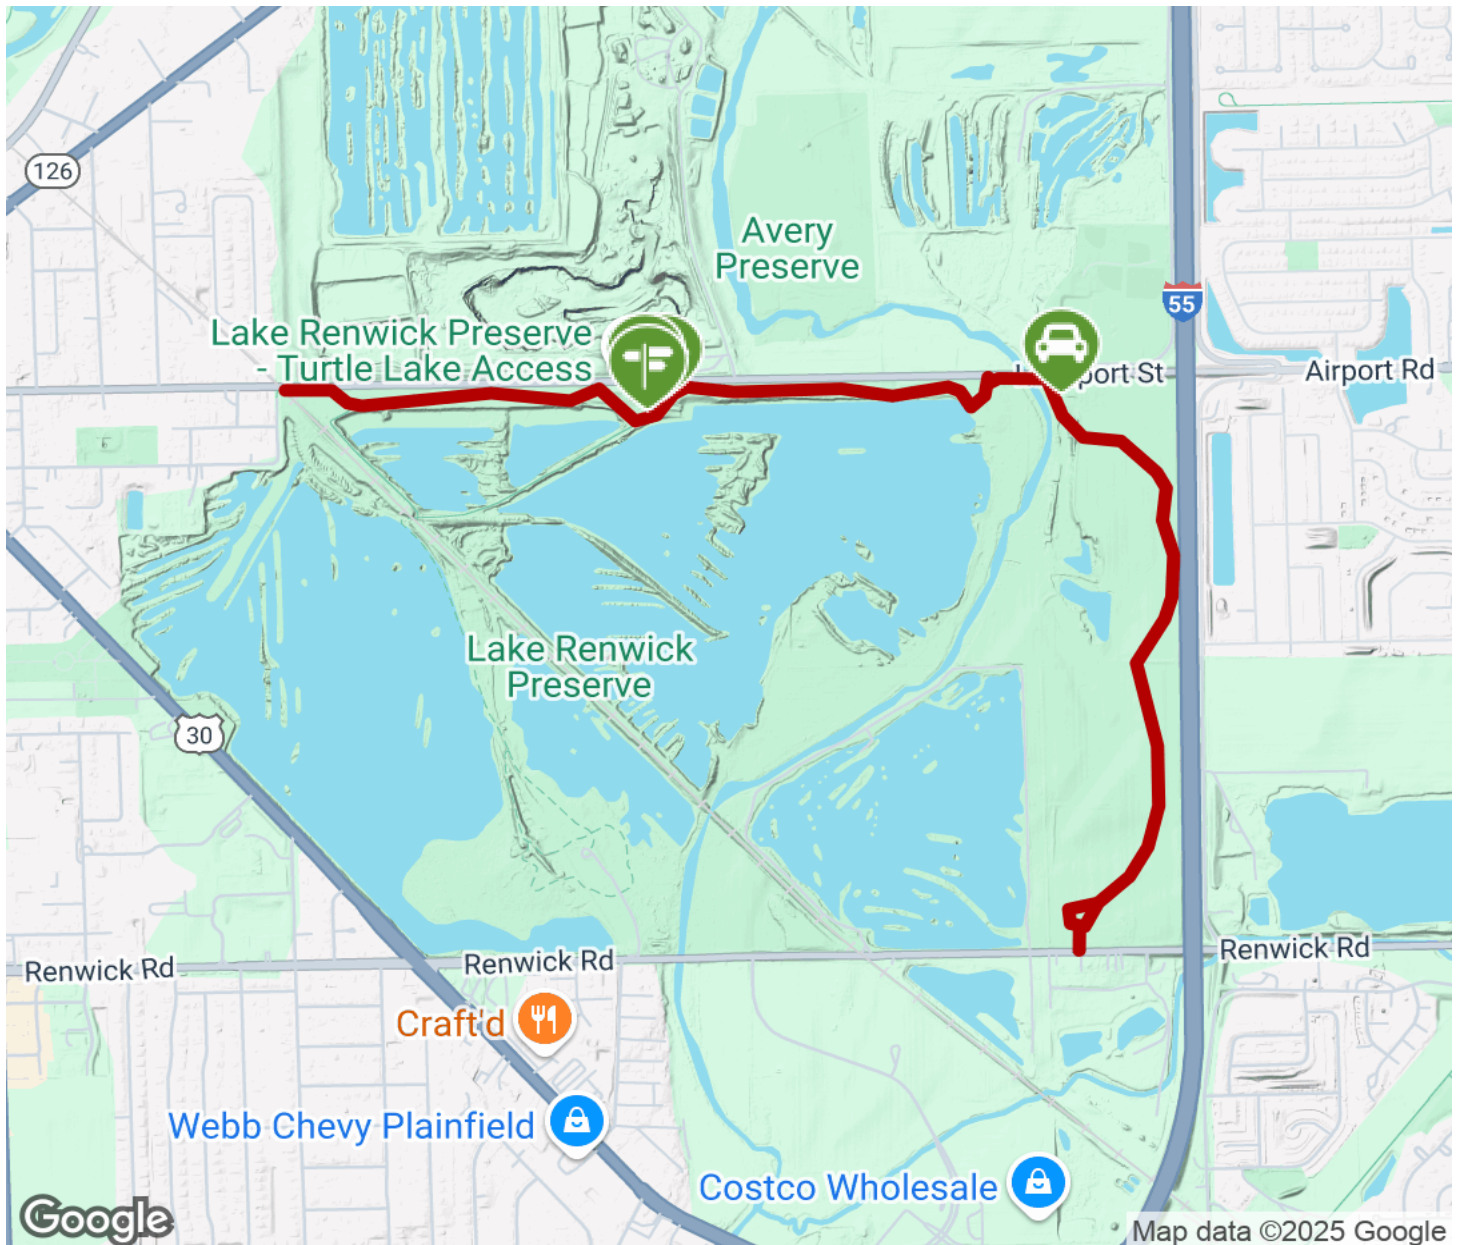 126
Avery
Preserve
55
Lake Renwick Preserve
- Turtle Lake Access
port St
Airport Rd
Lake Renwick
Preserve
30
Renwick Rd
Renwick Rd
Renwick Rd
Craft'd
Webb Chevy Plainfield
Costco Wholesale
Google
Map data ©2025 Google